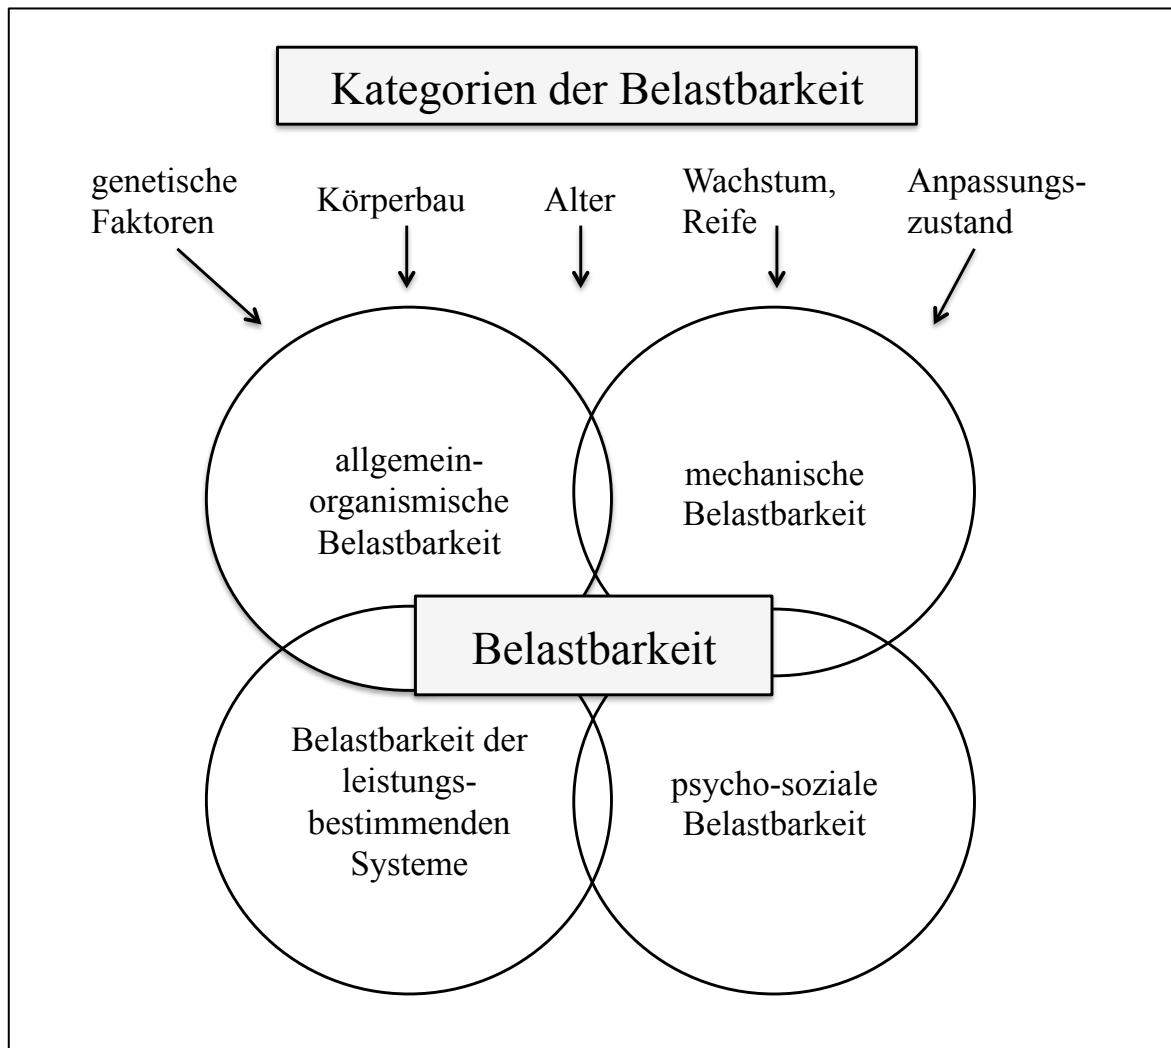 Kategorien der Belastbarkeit
genetische
Faktoren
Körperbau
Alter
Wachstum,
Reife
Anpassungs-
zustand
allgemein-
organismische
Belastbarkeit
mechanische
Belastbarkeit
Belastbarkeit
Belastbarkeit der
leistungs-
bestimmenden
Systeme
psycho-soziale
Belastbarkeit